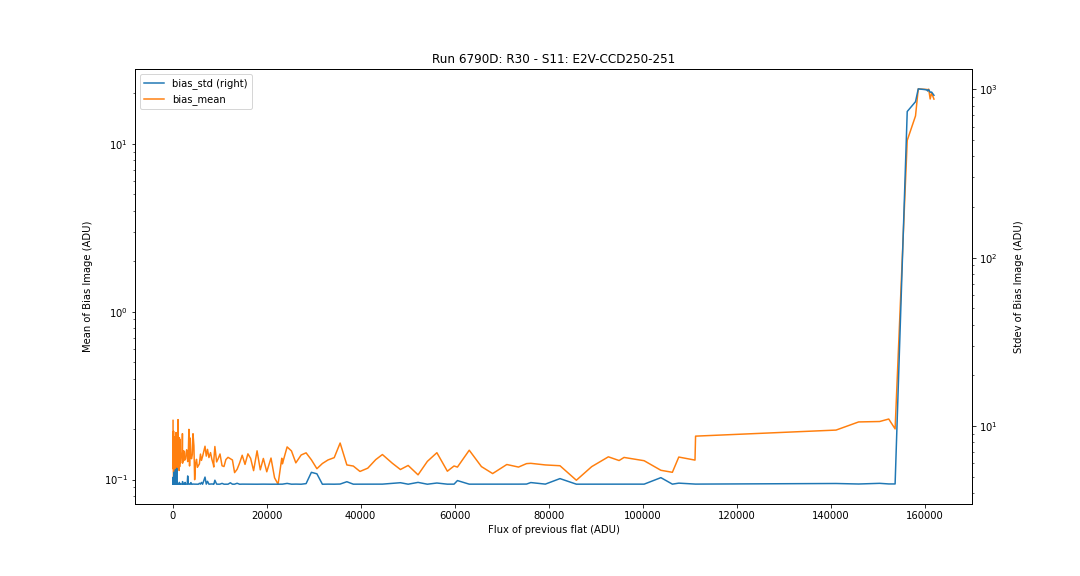 Run 6790D: R30 - S11: E2V-CCD250-251
bias_std (right)
bias_mean
Mean of Bias Image (ADU)
10¹
10⁰
10⁻¹
10³
10²
10¹
Stdev of Bias Image (ADU)
0 20000 40000 60000 80000 100000 120000 140000 160000
Flux of previous flat (ADU)